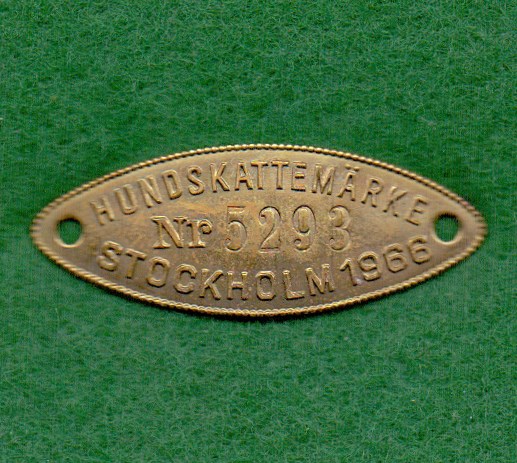 HUNDSKATTEMÄRKE
Nr 5293
STOCKHOLM 1966